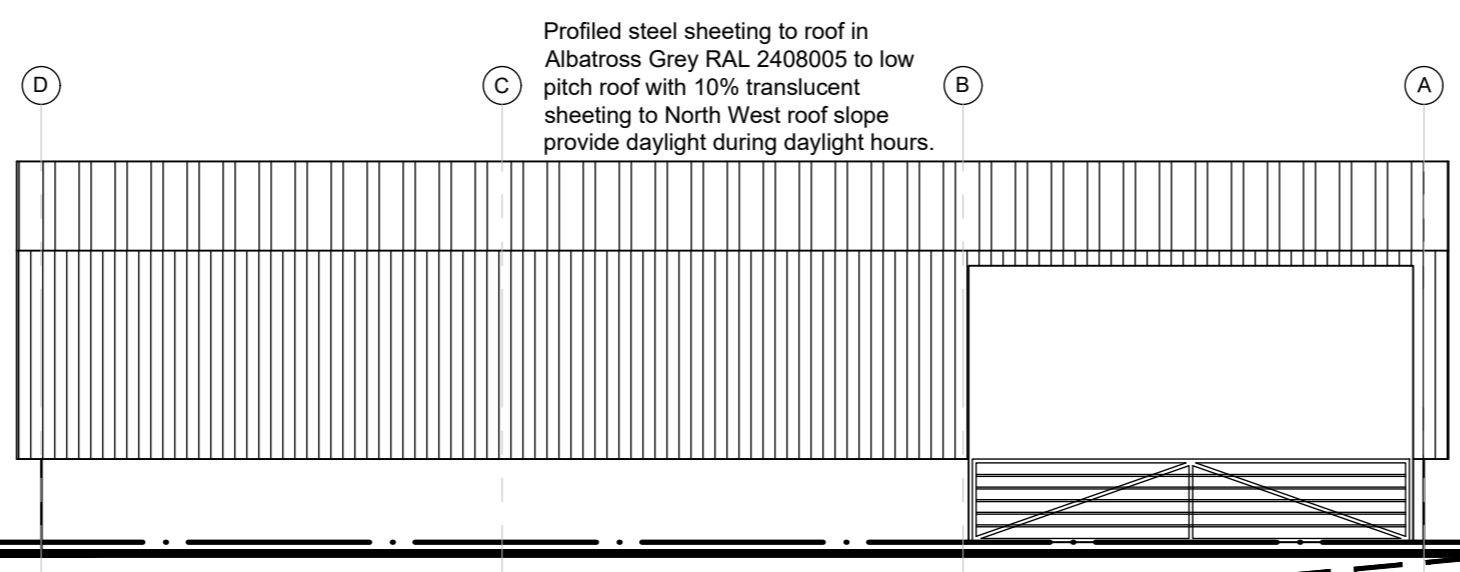 Profiled steel sheeting to roof in
Albatross Grey RAL 2408005 to low
pitch roof with 10% translucent
sheeting to North West roof slope
provide daylight during daylight hours.
D
C
B
A